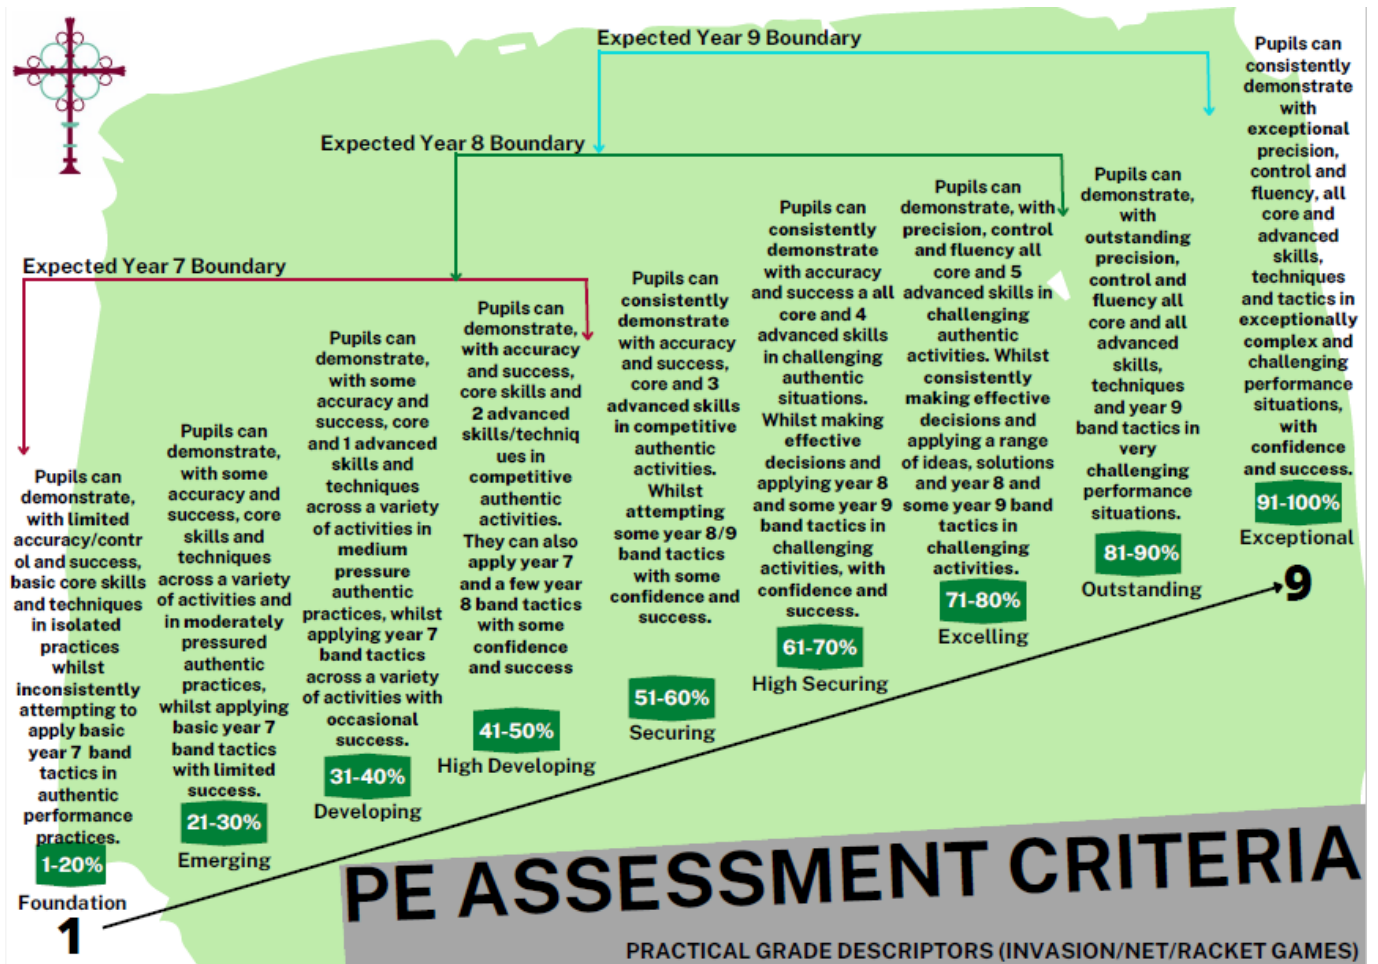 Expected Year 9 Boundary
Expected Year 8 Boundary
Expected Year 7 Boundary
Pupils can
demonstrate,
with limited
accuracy/contr
ol and success,
basic core skills
and techniques
in isolated
practices
whilst
inconsistently
attempting to
apply basic
year 7 band
tactics in
authentic
performance
practices.
1-20%
Foundation
1
Pupils can
demonstrate,
with some
accuracy and
success, core
skills and
techniques
across a variety
of activities and
in moderately
pressured
authentic
practices,
whilst applying
basic year 7
band tactics
with limited
success.
21-30%
Emerging
Pupils can
demonstrate,
with some
accuracy and
success, core
and 1 advanced
skills and
techniques
across a variety
of activities in
medium
pressure
authentic
practices, whilst
applying year 7
band tactics
across a variety
of activities with
occasional
success.
31-40%
Developing
Pupils can
demonstrate,
with accuracy
and success,
core skills and
2 advanced
skills/techniq
ues in
competitive
authentic
activities.
They can also
apply year 7
and a few year
8 band tactics
with some
confidence
and success
41-50%
High Developing
Pupils can
consistently
demonstrate
with accuracy
and success,
core and 3
advanced skills
in competitive
authentic
activities.
Whilst
attempting
some year 8/9
band tactics
with some
confidence and
success.
51-60%
Securing
Pupils can
consistently
demonstrate
with accuracy
and success a all
core and 4
advanced skills
in challenging
authentic
situations.
Whilst making
effective
decisions and
applying year 8
and some year 9
band tactics in
challenging
activities, with
confidence and
success.
61-70%
High Securing
Pupils can
demonstrate, with
precision, control
and fluency all
core and 5
advanced skills in
challenging
authentic
activities. Whilst
consistently
making effective
decisions and
applying a range
of ideas, solutions
and year 8 and
some year 9 band
tactics in
challenging
activities.
71-80%
Excelling
Pupils can
demonstrate,
with
outstanding
precision,
control and
fluency all
core and all
advanced
skills,
techniques
and year 9
band tactics in
very
challenging
performance
situations.
81-90%
Outstanding
Pupils can
consistently
demonstrate
with
exceptional
precision,
control and
fluency, all
core and
advanced
skills,
techniques
and tactics in
exceptionally
complex and
challenging
performance
situations,
with
confidence
and success.
91-100%
Exceptional
9
PE ASSESSMENT CRITERIA
PRACTICAL GRADE DESCRIPTORS (INVASION/NET/RACKET GAMES)